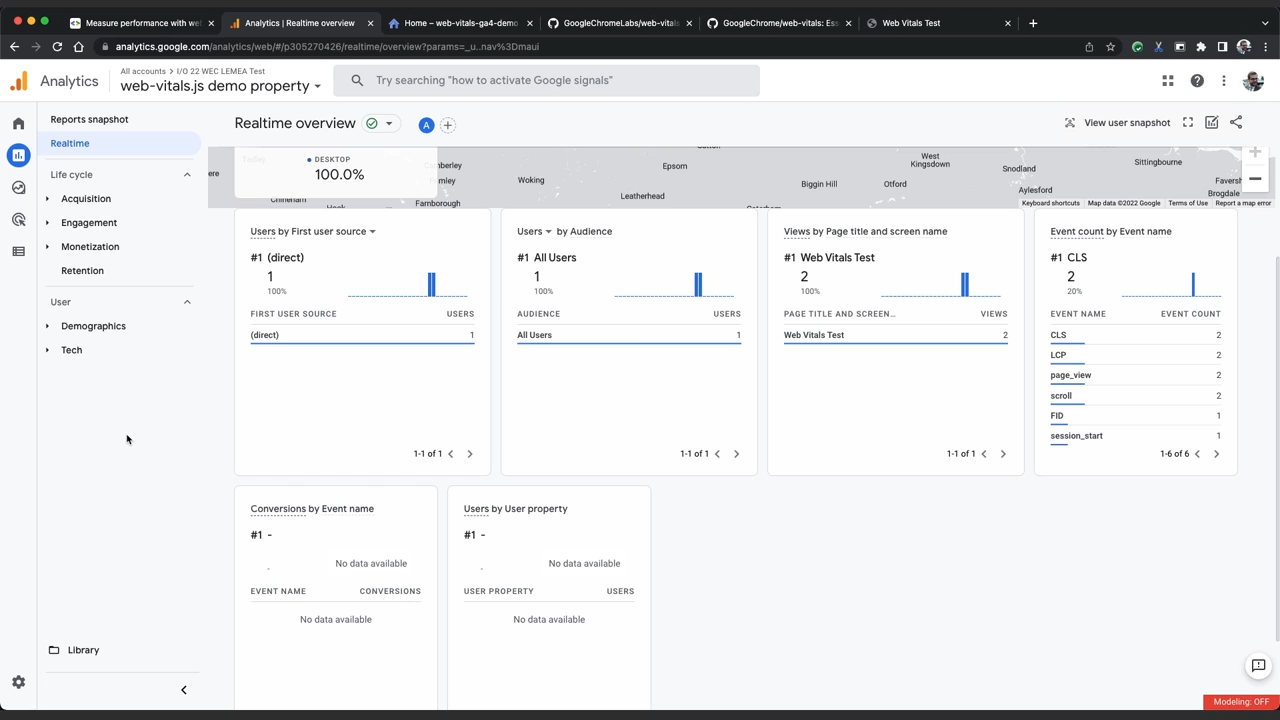 Measure performance with wel
Analytics | Realtime overview
Home – web-vitals-ga4-demo
GoogleChromeLabs/web-vitals
GoogleChrome/web-vitals: Ess
Web Vitals Test
analytics.google.com/analytics/web/#/p305270426/realtime/overview?params=_u..nav%3Dmaui
Analytics
All accounts > I/O 22 WEC LEMEA Test
web-vitals.js demo property
Try searching "how to activate Google signals"
Reports snapshot
Realtime
Life cycle
Acquisition
Engagement
Monetization
Retention
User
Demographics
Tech
Library
Realtime overview
A
View user snapshot
DESKTOP
100.0%
Camberley
Farnborough
Woking
Epsom
Leatherhead
Biggin Hill
Otford
West
Kingsdown
Snodland
Aylesford
Sittingbourne
Faversh
Brogdale
Keyboard shortcuts
Map data ©2022 Google
Terms of Use
Report a map error
Users by First user source
#1 (direct)
1
100%
FIRST USER SOURCE USERS
(direct) 1
1-1 of 1
Users by Audience
#1 All Users
1
100%
AUDIENCE USERS
All Users 1
1-1 of 1
Views by Page title and screen name
#1 Web Vitals Test
2
100%
PAGE TITLE AND SCREEN… VIEWS
Web Vitals Test 2
1-1 of 1
Event count by Event name
#1 CLS
2
20%
EVENT NAME EVENT COUNT
CLS 2
LCP 2
page_view 2
scroll 2
FID 1
session_start 1
1-6 of 6
Conversions by Event name
#1 -
No data available
EVENT NAME CONVERSIONS
No data available
Users by User property
#1 -
No data available
USER PROPERTY USERS
No data available
Modeling: OFF